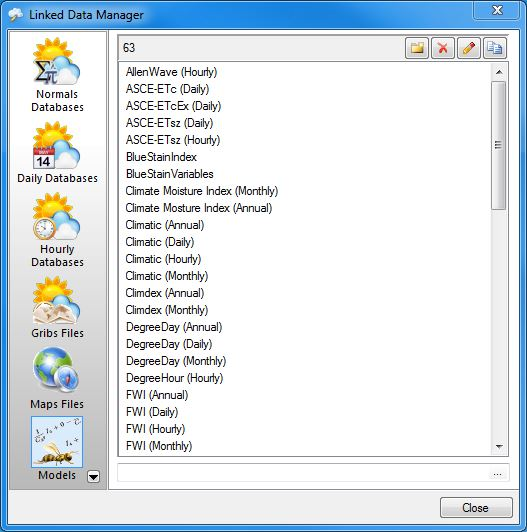 Linked Data Manager
63
Normals
Databases
Daily Databases
Hourly
Databases
Gribs Files
Maps Files
Models
AllenWave (Hourly)
ASCE-ETc (Daily)
ASCE-ETcEx (Daily)
ASCE-ETsz (Daily)
ASCE-ETsz (Hourly)
BlueStainIndex
BlueStainVariables
Climate Moisture Index (Monthly)
Climate Mosture Index (Annual)
Climatic (Annual)
Climatic (Daily)
Climatic (Hourly)
Climatic (Monthly)
Climdex (Annual)
Climdex (Monthly)
DegreeDay (Annual)
DegreeDay (Daily)
DegreeDay (Monthly)
DegreeHour (Hourly)
FWI (Annual)
FWI (Daily)
FWI (Hourly)
FWI (Monthly)
...
Close